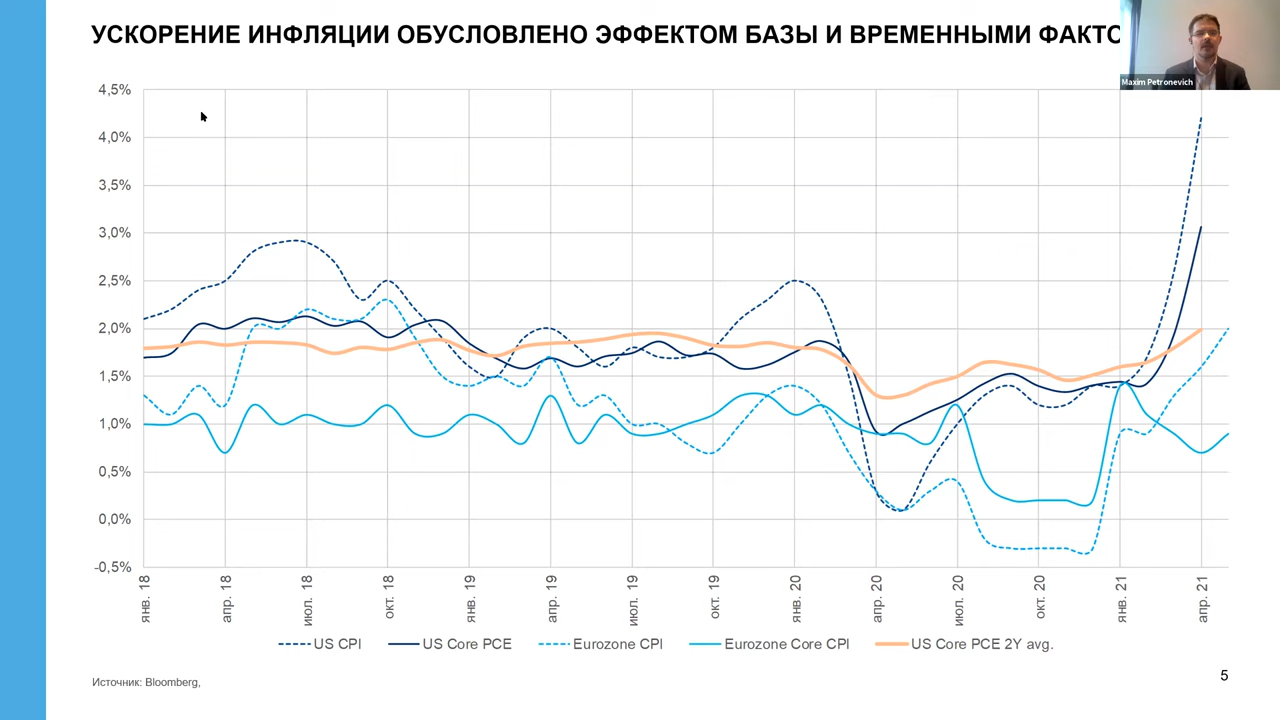 УСКОРЕНИЕ ИНФЛЯЦИИ ОБУСЛОВЛЕНО ЭФФЕКТОМ БАЗЫ И ВРЕМЕННЫМИ ФАКТО
Maxim Petronevich
4,5%
4,0%
3,5%
3,0%
2,5%
2,0%
1,5%
1,0%
0,5%
0,0%
-0,5%
янв. 18
апр. 18
июл. 18
окт. 18
янв. 19
апр. 19
июл. 19
окт. 19
янв. 20
апр. 20
июл. 20
окт. 20
янв. 21
апр. 21
US CPI
US Core PCE
Eurozone CPI
Eurozone Core CPI
US Core PCE 2Y avg.
Источник: Bloomberg,
5